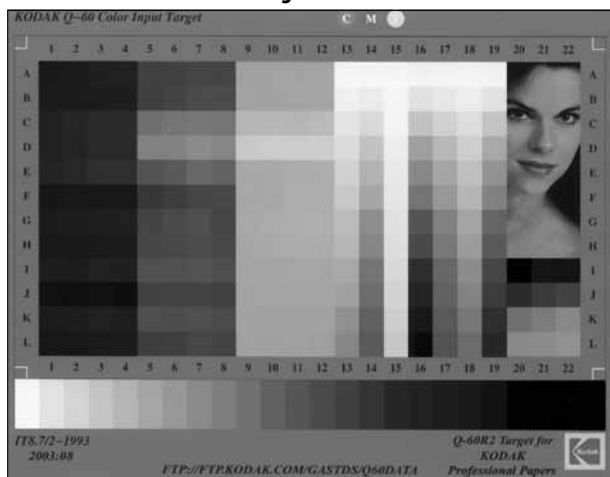 KODAK Q-60 Color Input Target
C M Y
1 2 3 4 5 6 7 8 9 10 11 12 13 14 15 16 17 18 19 20 21 22
A A
B B
C C
D D
E E
F F
G G
H H
I I
J J
K K
L L
1 2 3 4 5 6 7 8 9 10 11 12 13 14 15 16 17 18 19 20 21 22
IT8.7/2-1993
2003:08
FTP://FTP.KODAK.COM/GASTDS/Q60DATA
Q-60R2 Target for
KODAK
Professional Papers
Kodak